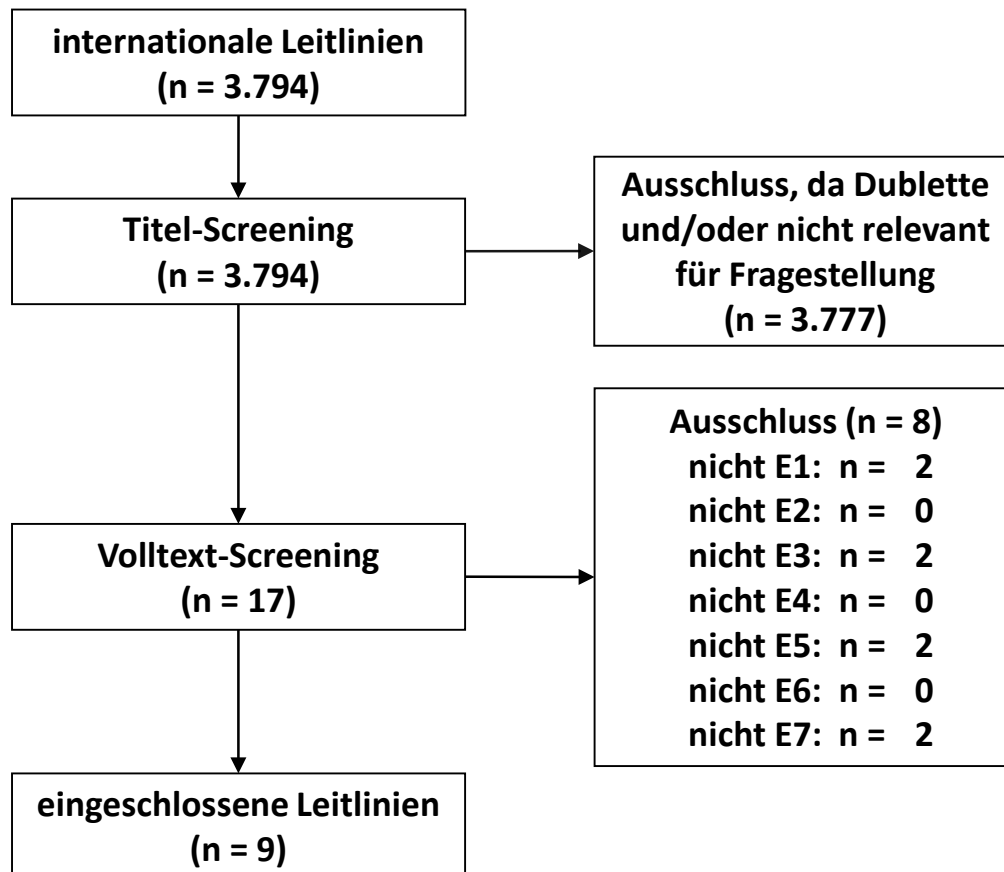 internationale Leitlinien
(n = 3.794)
Titel-Screening
(n = 3.794)
Ausschluss, da Dublette
und/oder nicht relevant
für Fragestellung
(n = 3.777)
Volltext-Screening
(n = 17)
Ausschluss (n = 8)
nicht E1: n = 2
nicht E2: n = 0
nicht E3: n = 2
nicht E4: n = 0
nicht E5: n = 2
nicht E6: n = 0
nicht E7: n = 2
eingeschlossene Leitlinien
(n = 9)